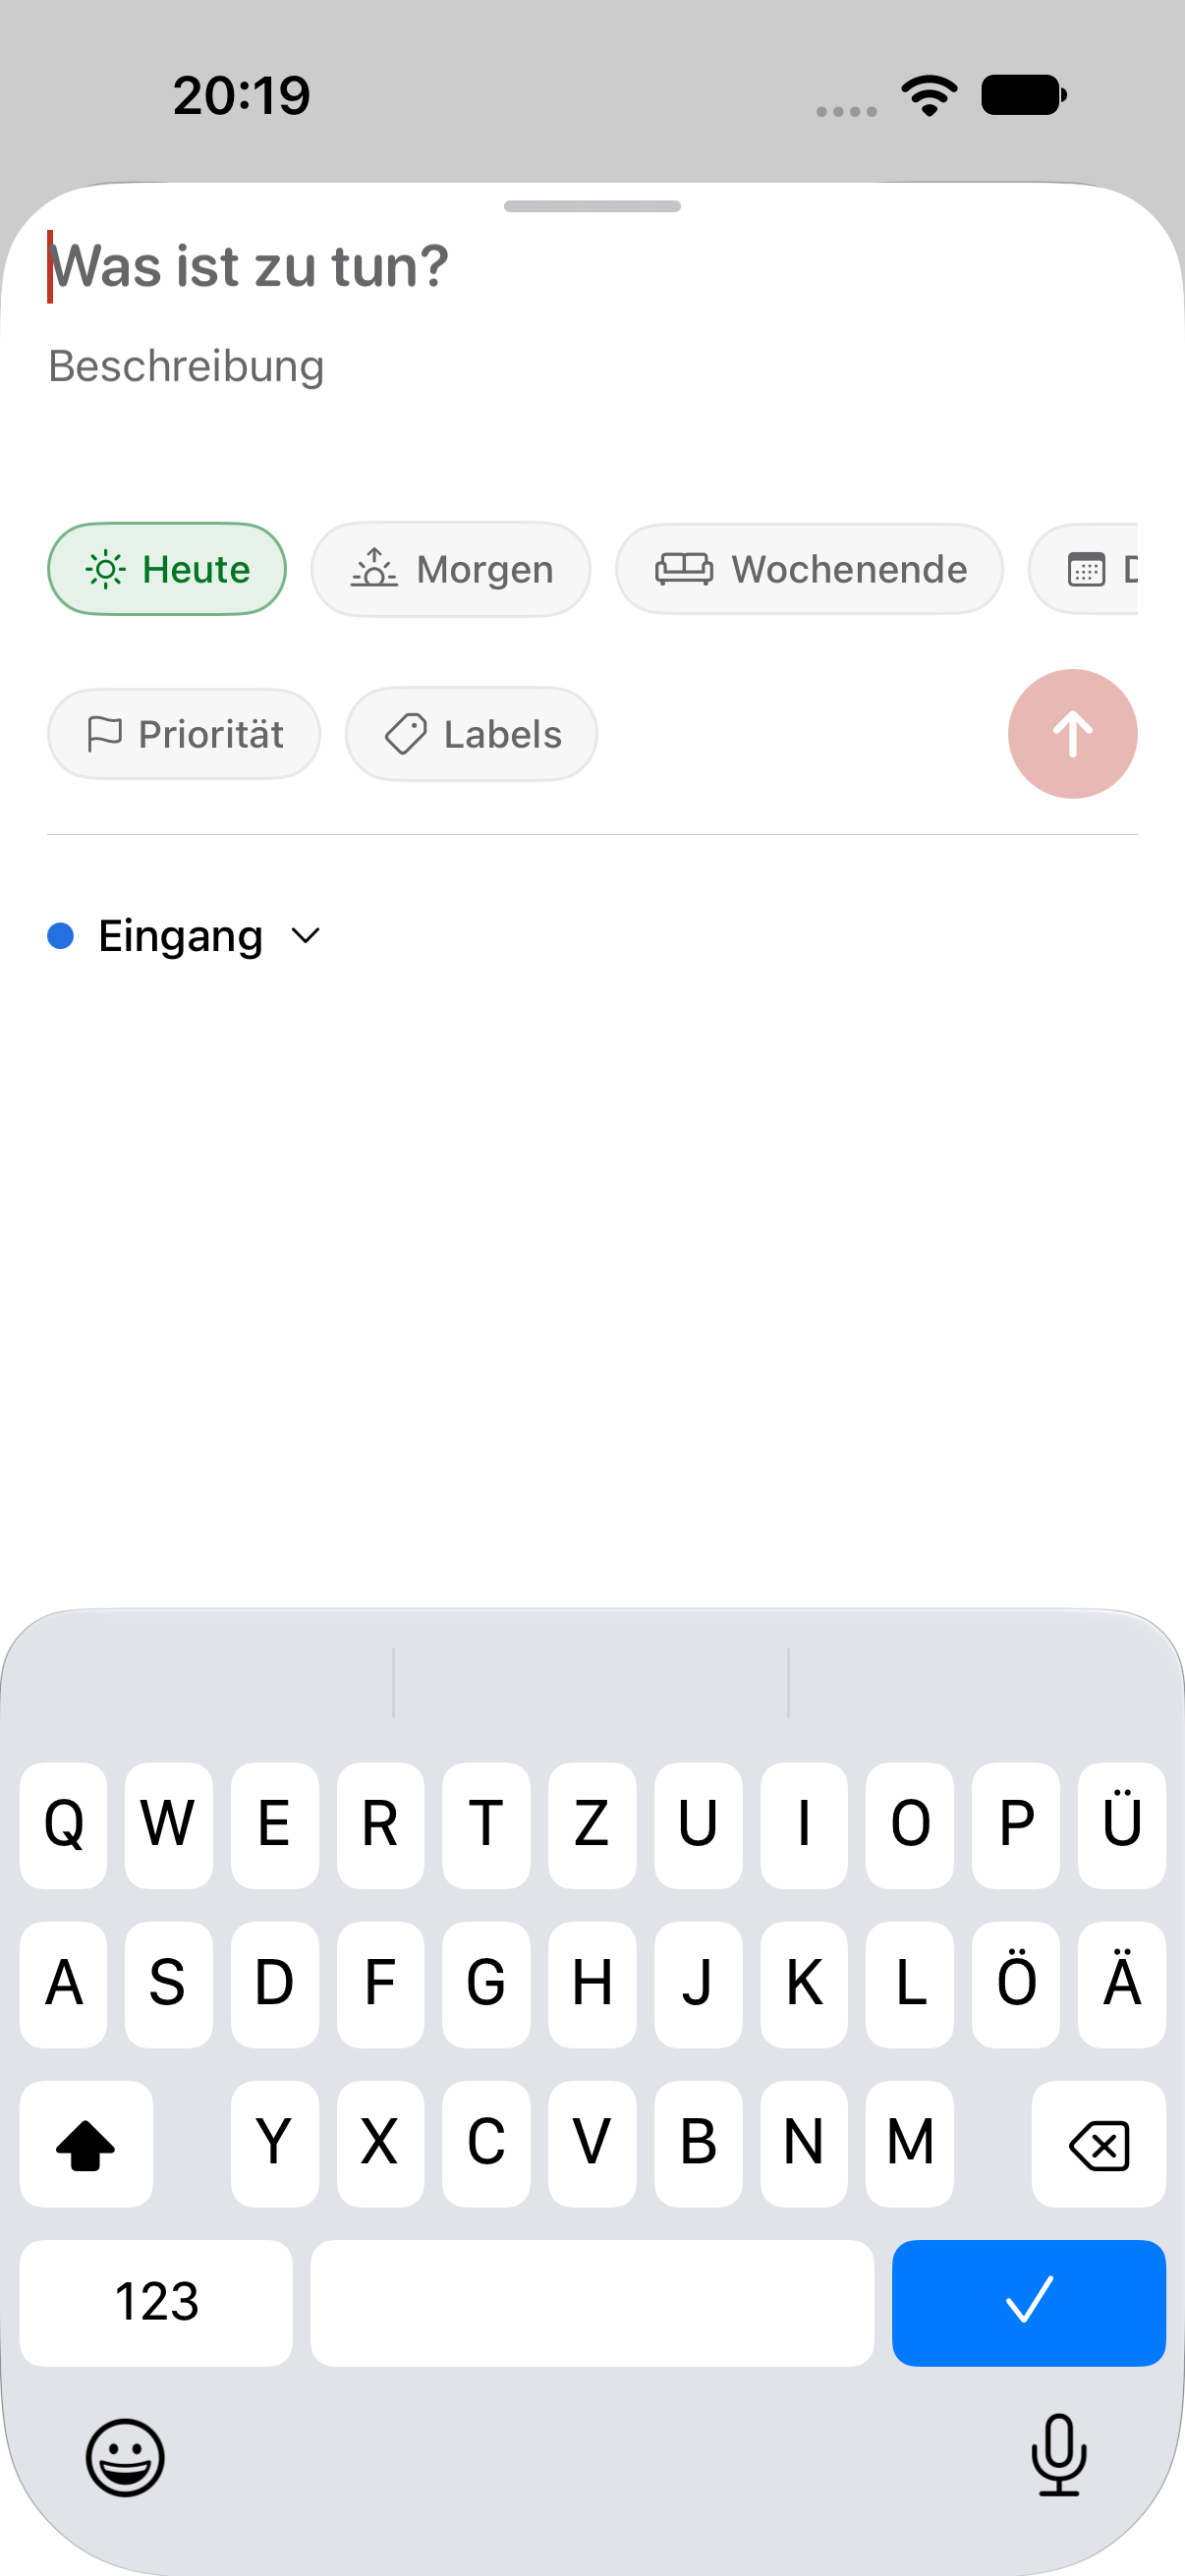 20:19
Was ist zu tun?
Beschreibung
Heute Morgen Wochenende
Priorität Labels
Eingang
Q W E R T Z U I O P Ü
A S D F G H J K L Ö Ä
Y X C V B N M
123